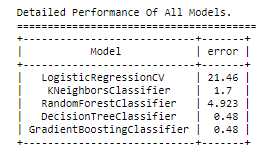 Detailed Performance Of All Models.
=====================================
+----------------------------+-------+
| Model | error |
+----------------------------+-------+
| LogisticRegressionCV | 21.46 |
| KNeighborsClassifier | 1.7 |
| RandomForestClassifier | 4.923 |
| DecisionTreeClassifier | 0.48 |
| GradientBoostingClassifier | 0.48 |
+----------------------------+-------+